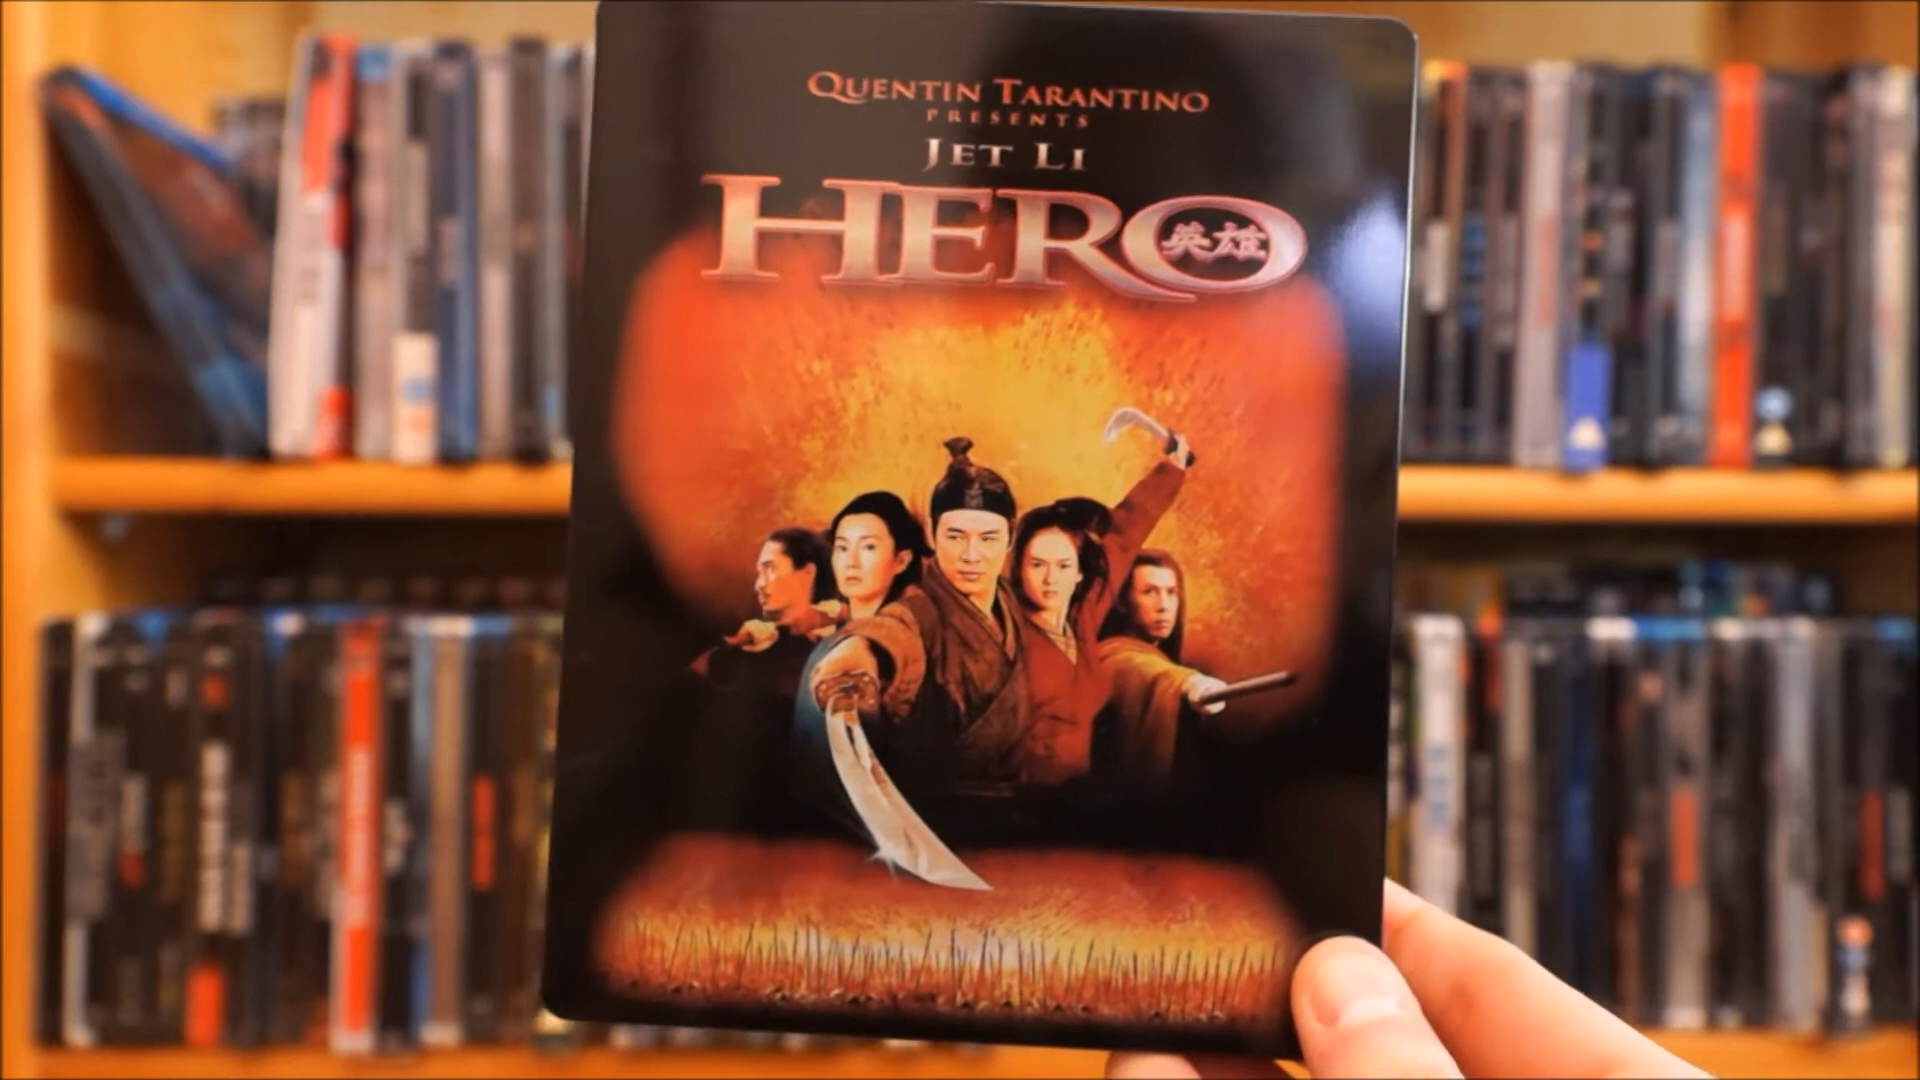 QUENTIN TARANTINO
PRESENTS
JET LI
HERO
英雄